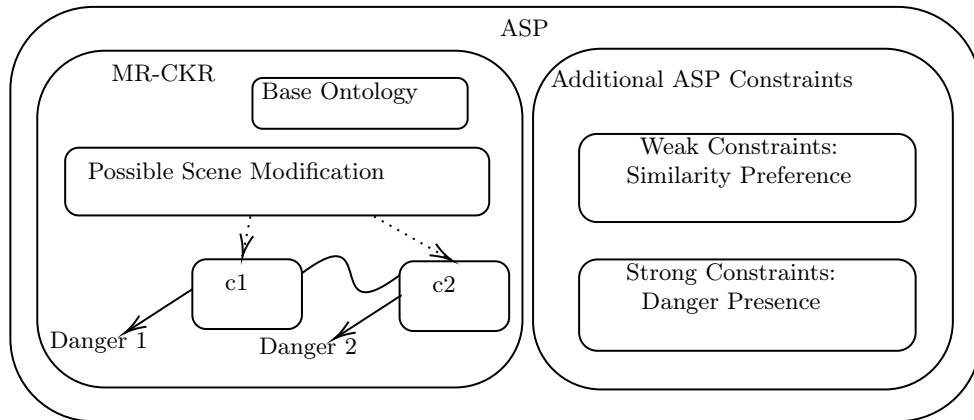 ASP
MR-CKR
Base Ontology
Possible Scene Modification
c1
c2
Danger 1
Danger 2
Additional ASP Constraints
Weak Constraints:
Similarity Preference
Strong Constraints:
Danger Presence